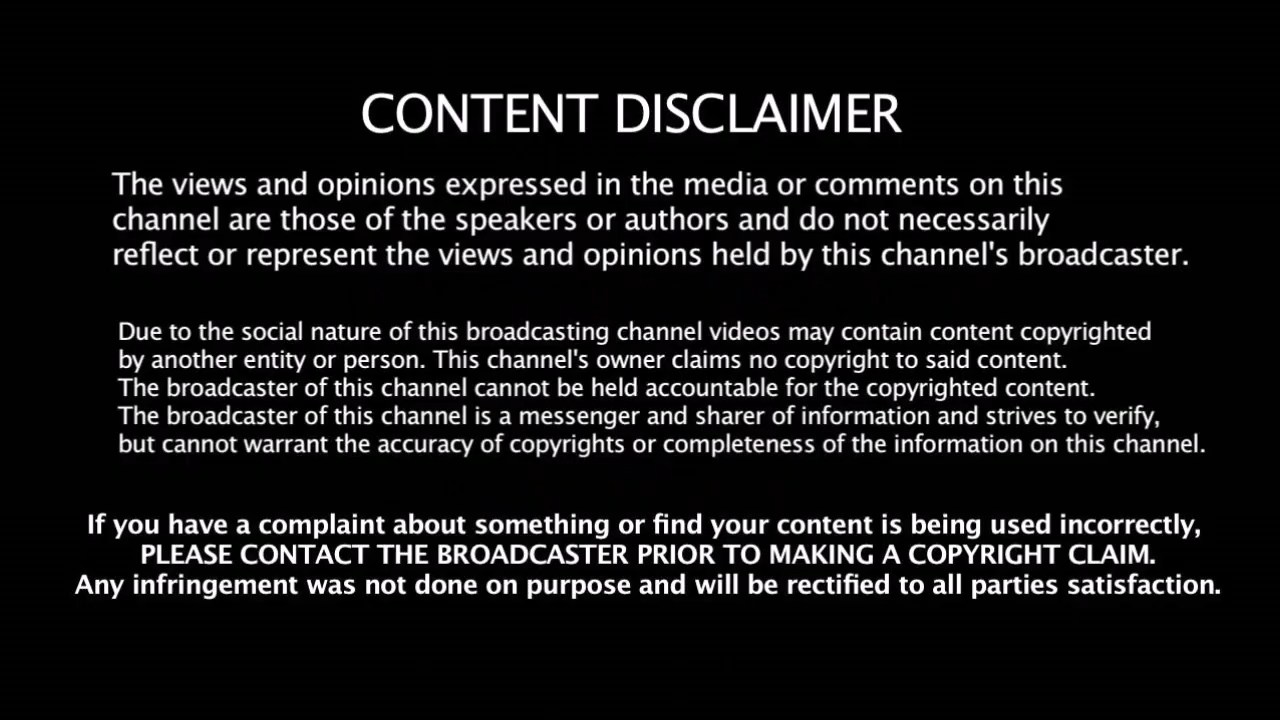 CONTENT DISCLAIMER
The views and opinions expressed in the media or comments on this
channel are those of the speakers or authors and do not necessarily
reflect or represent the views and opinions held by this channel's broadcaster.
Due to the social nature of this broadcasting channel videos may contain content copyrighted
by another entity or person. This channel's owner claims no copyright to said content.
The broadcaster of this channel cannot be held accountable for the copyrighted content.
The broadcaster of this channel is a messenger and sharer of information and strives to verify,
but cannot warrant the accuracy of copyrights or completeness of the information on this channel.
If you have a complaint about something or find your content is being used incorrectly,
PLEASE CONTACT THE BROADCASTER PRIOR TO MAKING A COPYRIGHT CLAIM.
Any infringement was not done on purpose and will be rectified to all parties satisfaction.